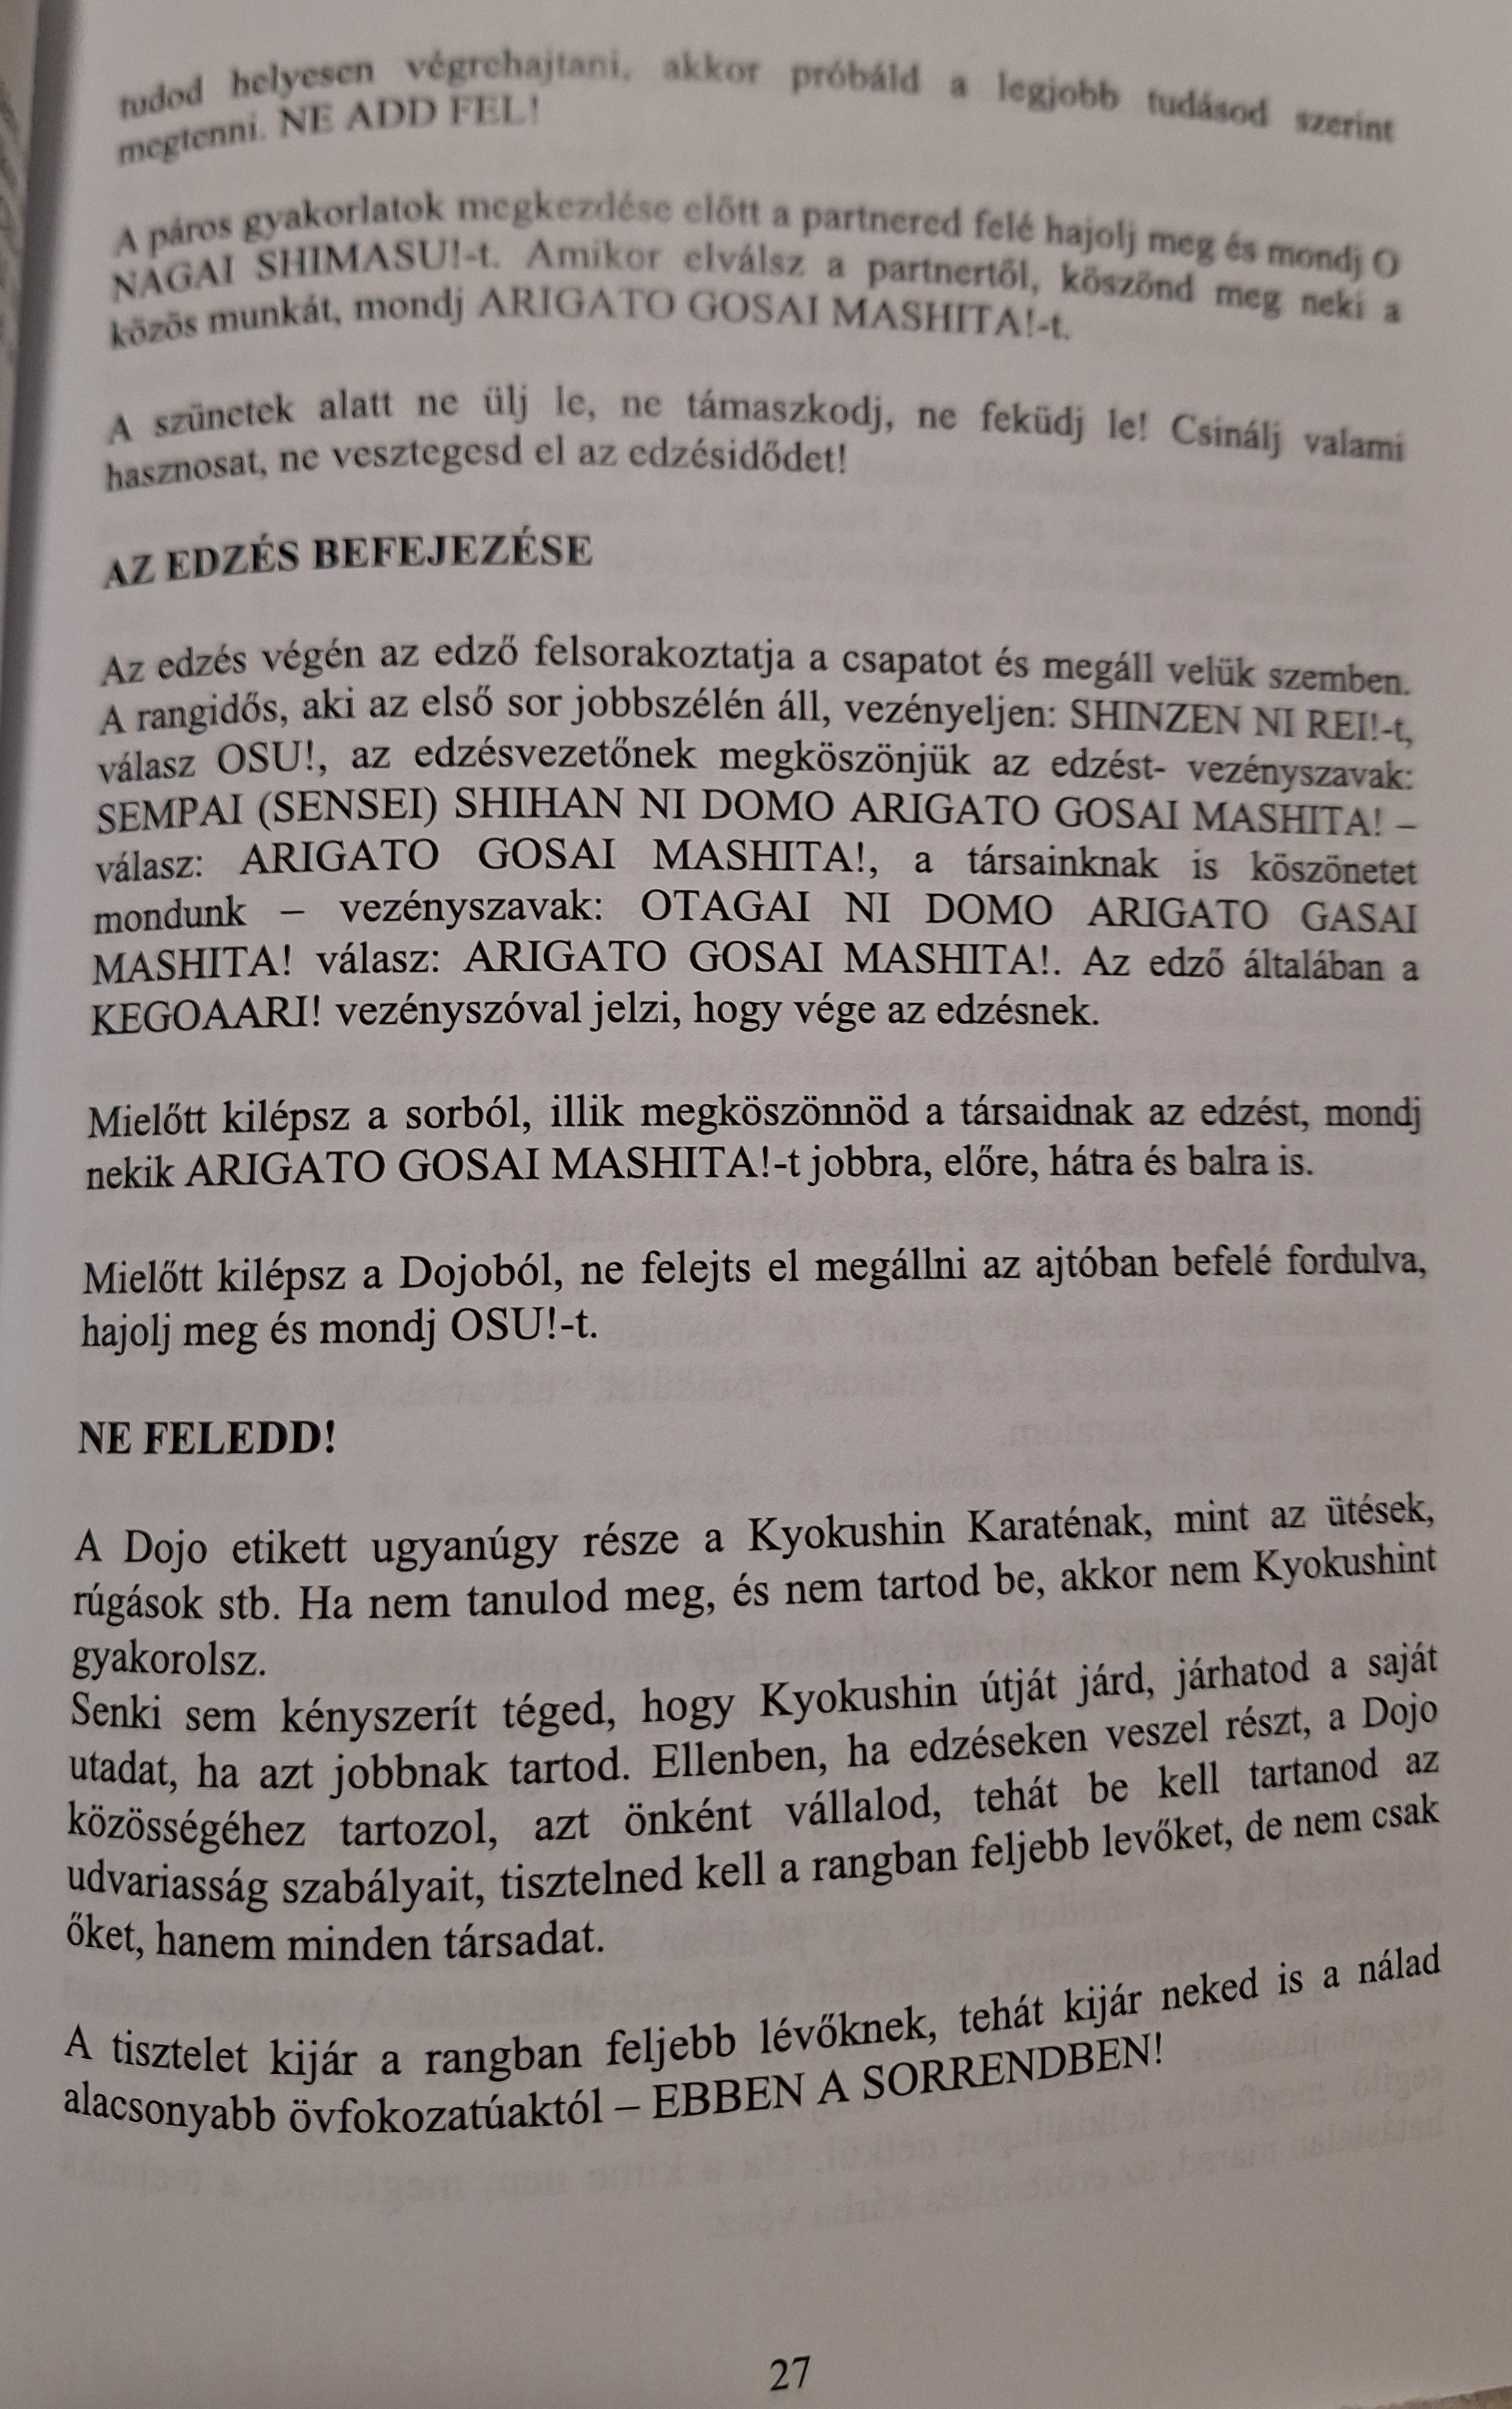 tudod helyesen végrehajtani, akkor próbáld a legjobb tudásod szerint
megtenni. NE ADD FEL!
A páros gyakorlatok megkezdése előtt a partnered felé hajolj meg és mondj O
NAGAI SHIMASU!-t. Amikor elválsz a partnertől, köszönd meg neki a
közös munkát, mondj ARIGATO GOSAI MASHITA!-t.
A szünetek alatt ne ülj le, ne támaszkodj, ne feküdj le! Csinálj valami
hasznosat, ne vesztegesd el az edzésidődet!
AZ EDZÉS BEFEJEZÉSE
Az edzés végén az edző felsorakoztatja a csapatot és megáll velük szemben.
A rangidős, aki az első sor jobbszélén áll, vezényeljen: SHINZEN NI REI!-t,
válasz OSU!, az edzésvezetőnek megköszönjük az edzést- vezényszavak:
SEMPAI (SENSEI) SHIHAN NI DOMO ARIGATO GOSAI MASHITA! –
válasz: ARIGATO GOSAI MASHITA!, a társainknak is köszönetet
mondunk – vezényszavak: OTAGAI NI DOMO ARIGATO GASAI
MASHITA! válasz: ARIGATO GOSAI MASHITA!. Az edző általában a
KEGOAARI! vezényszóval jelzi, hogy vége az edzésnek.
Mielőtt kilépsz a sorból, illik megköszönnöd a társaidnak az edzést, mondj
nekik ARIGATO GOSAI MASHITA!-t jobbra, előre, hátra és balra is.
Mielőtt kilépsz a Dojoból, ne felejts el megállni az ajtóban befelé fordulva,
hajolj meg és mondj OSU!-t.
NE FELEDD!
A Dojo etikett ugyanúgy része a Kyokushin Karaténak, mint az ütések,
rúgások stb. Ha nem tanulod meg, és nem tartod be, akkor nem Kyokushint
gyakorolsz.
Senki sem kényszerít téged, hogy Kyokushin útját járd, járhatod a saját
utadat, ha azt jobbnak tartod. Ellenben, ha edzéseken veszel részt, a Dojo
közösségéhez tartozol, azt önként vállalod, tehát be kell tartanod az
udvariasság szabályait, tisztelned kell a rangban feljebb levőket, de nem csak
őket, hanem minden társadat.
A tisztelet kijár a rangban feljebb lévőknek, tehát kijár neked is a nálad
alacsonyabb övfokozatúaktól – EBBEN A SORRENDBEN!
27